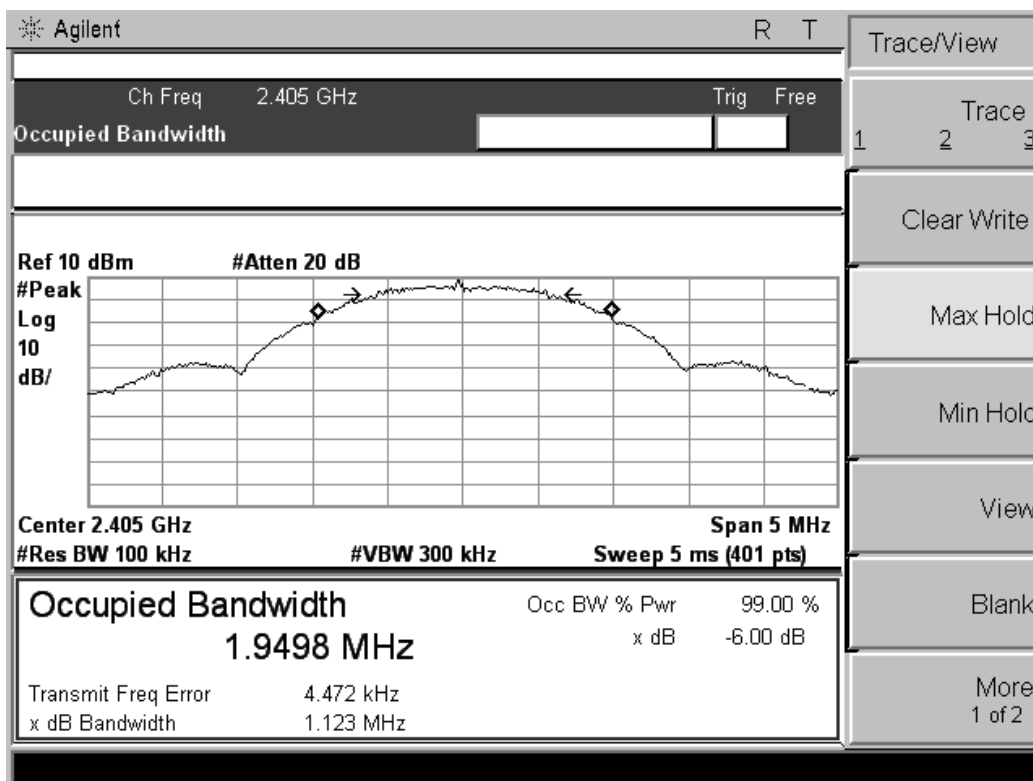 Agilent R T
Ch Freq 2.405 GHz Trig Free
Occupied Bandwidth
Ref 10 dBm #Atten 20 dB
#Peak
Log
10
dB/
Center 2.405 GHz Span 5 MHz
#Res BW 100 kHz #VBW 300 kHz Sweep 5 ms (401 pts)
Occupied Bandwidth
1.9498 MHz
Occ BW % Pwr 99.00 %
x dB -6.00 dB
Transmit Freq Error 4.472 kHz
x dB Bandwidth 1.123 MHz
Trace/View
Trace
1 2 3
Clear Write
Max Hold
Min Hold
View
Blank
More
1 of 2